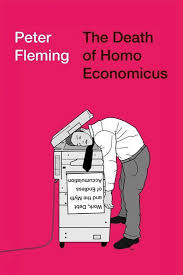 Peter
Fleming
The Death
of Homo
Economicus
Work, Debt
and the Myth
of Endless
Accumulation